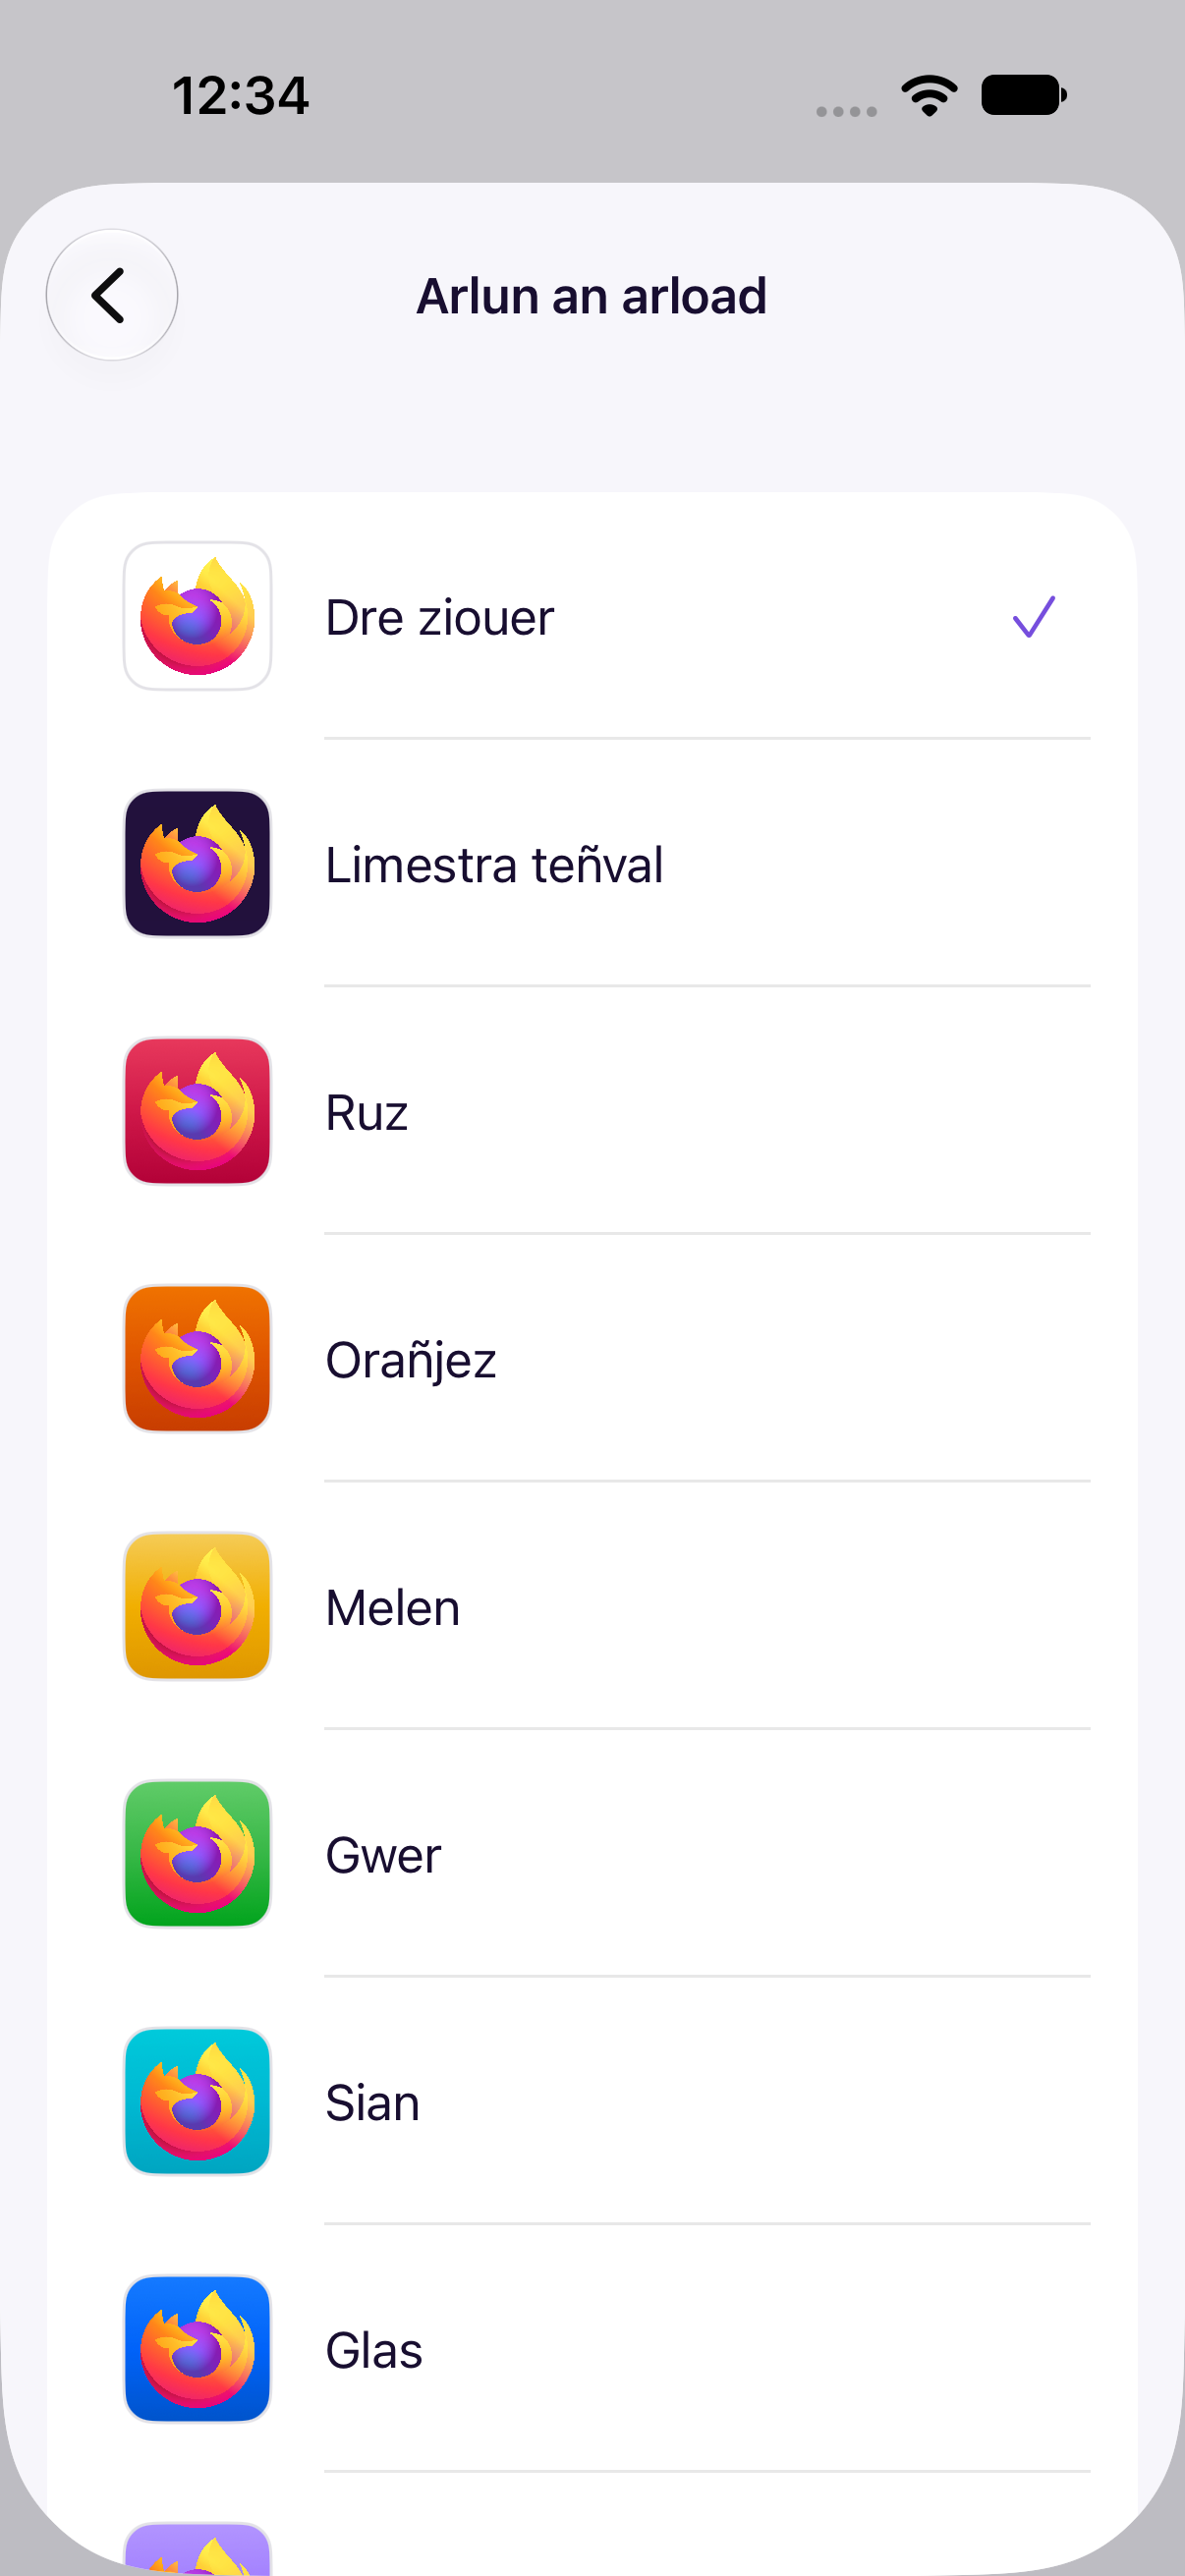 12:34
Arlun an arload
Dre ziouer
Limestra teñval
Ruz
Orañjez
Melen
Gwer
Sian
Glas